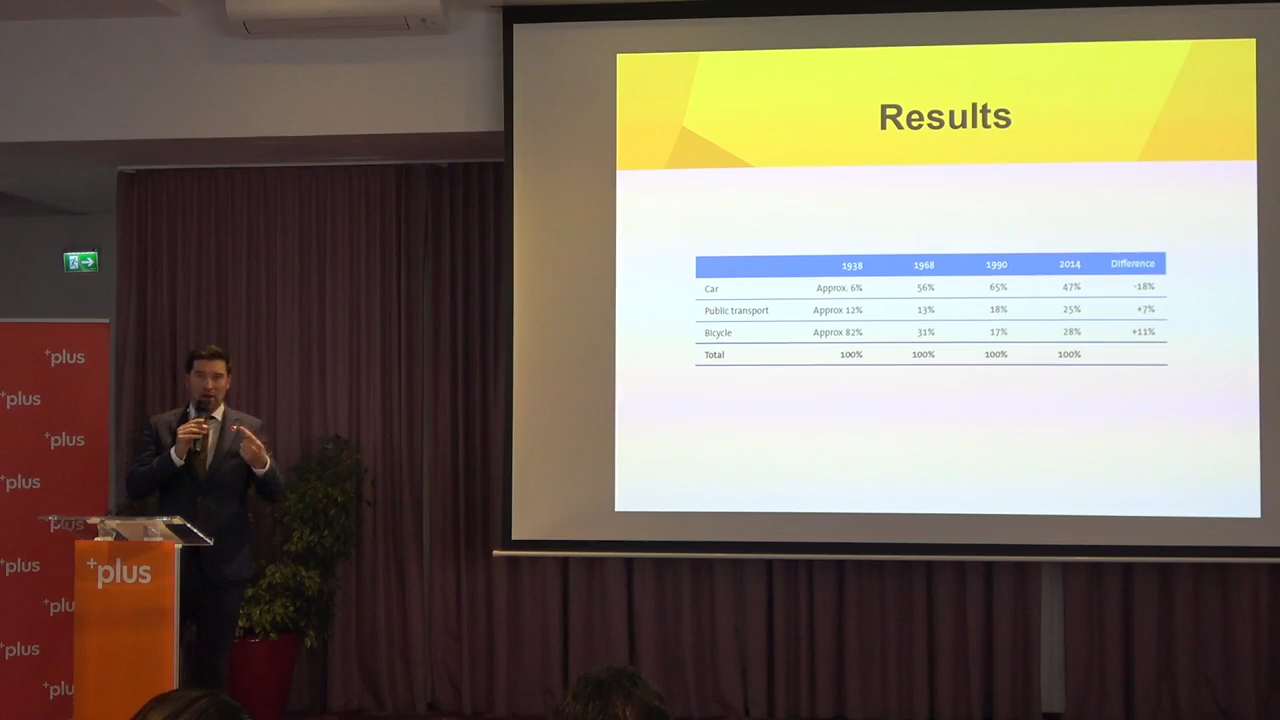 Results
1938 1968 1990 2014 Difference
Car Approx. 6% 56% 65% 47% -18%
Public transport Approx 12% 13% 18% 25% +7%
Bicycle Approx 82% 31% 17% 28% +11%
Total 100% 100% 100% 100%
+plus
+plus
+plus
+plus
plus
+plus
+plus
+plu
+plus
+plu